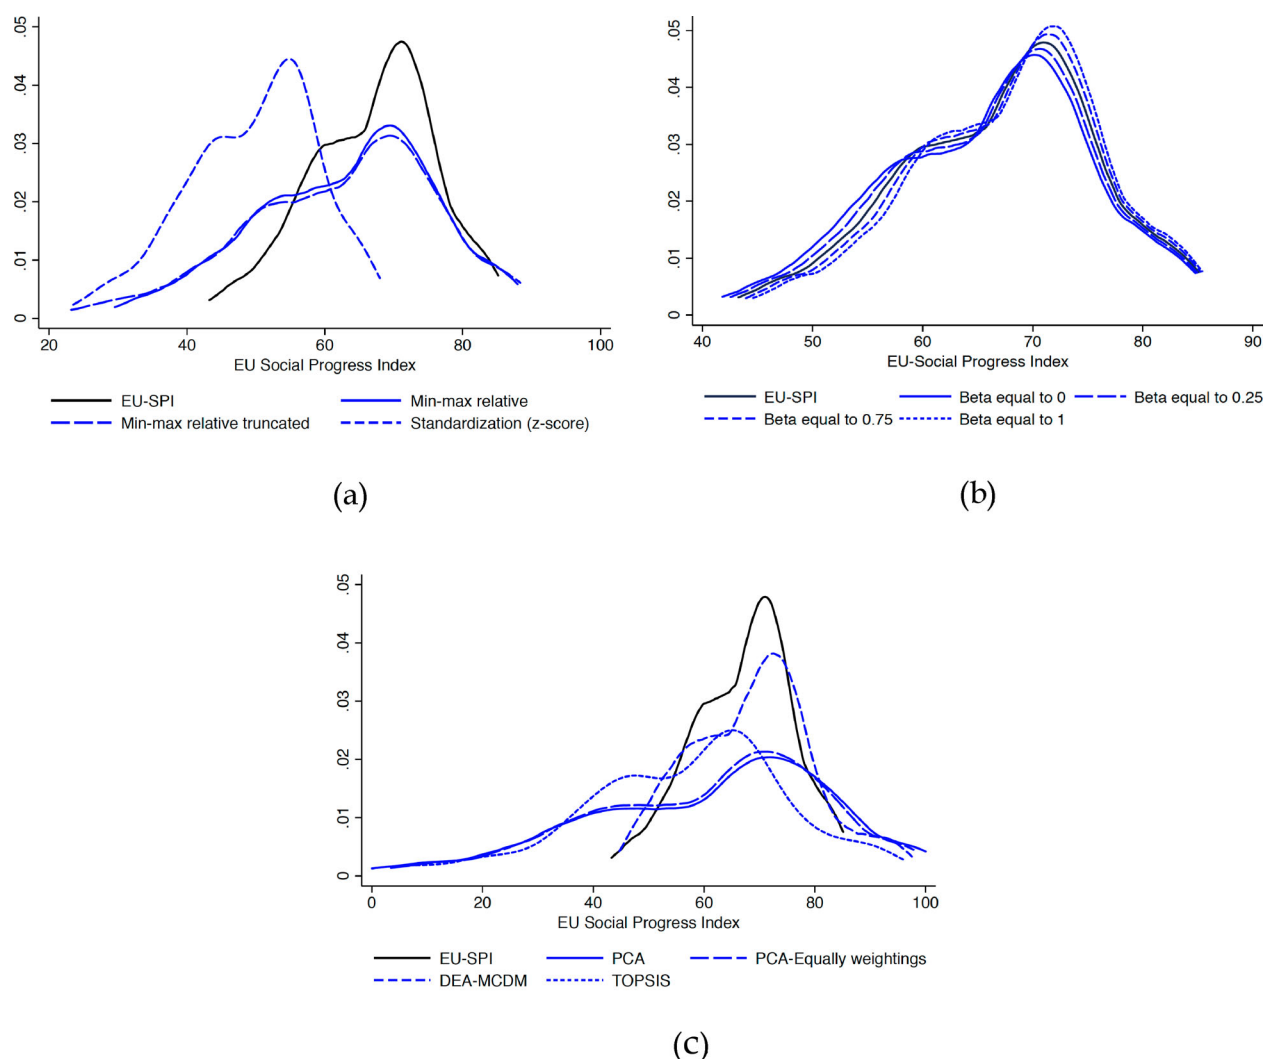 .05
.04
.03
.02
.01
0
20 40 60 80 100
EU Social Progress Index
EU-SPI Min-max relative
Min-max relative truncated Standardization (z-score)
(a)
.05
.04
.03
.02
.01
0
40 50 60 70 80 90
EU-Social Progress Index
EU-SPI Beta equal to 0 Beta equal to 0.25
Beta equal to 0.75 Beta equal to 1
(b)
.05
.04
.03
.02
.01
0
0 20 40 60 80 100
EU Social Progress Index
EU-SPI PCA PCA-Equally weightings
DEA-MCDM TOPSIS
(c)